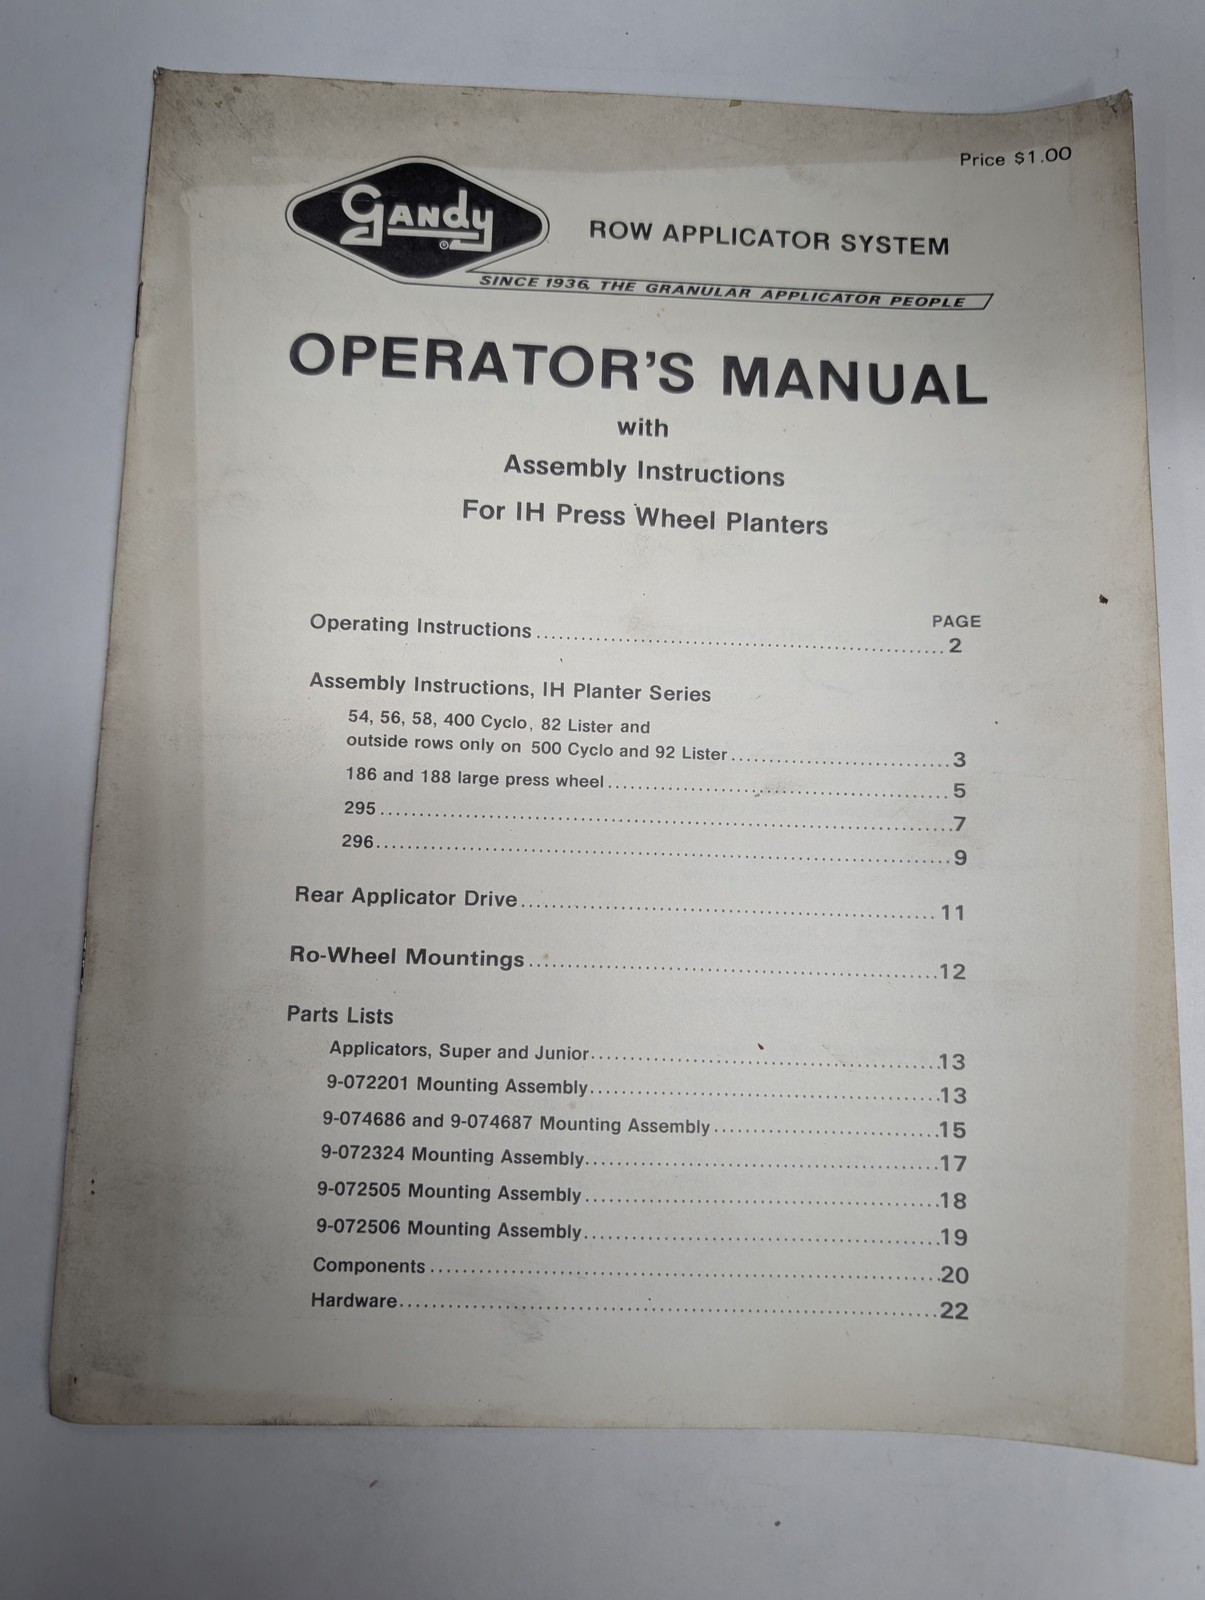 Price $1.00
gandy
®
ROW APPLICATOR SYSTEM
SINCE 1936, THE GRANULAR APPLICATOR PEOPLE
OPERATOR'S MANUAL
with
Assembly Instructions
For IH Press Wheel Planters
PAGE
Operating Instructions..........2
Assembly Instructions, IH Planter Series
54, 56, 58, 400 Cyclo, 82 Lister and
outside rows only on 500 Cyclo and 92 Lister..........3
186 and 188 large press wheel..........5
295..........7
296..........9
Rear Applicator Drive..........11
Ro-Wheel Mountings..........12
Parts Lists
Applicators, Super and Junior..........13
9-072201 Mounting Assembly..........13
9-074686 and 9-074687 Mounting Assembly..........15
9-072324 Mounting Assembly..........17
9-072505 Mounting Assembly..........18
9-072506 Mounting Assembly..........19
Components..........20
Hardware..........22